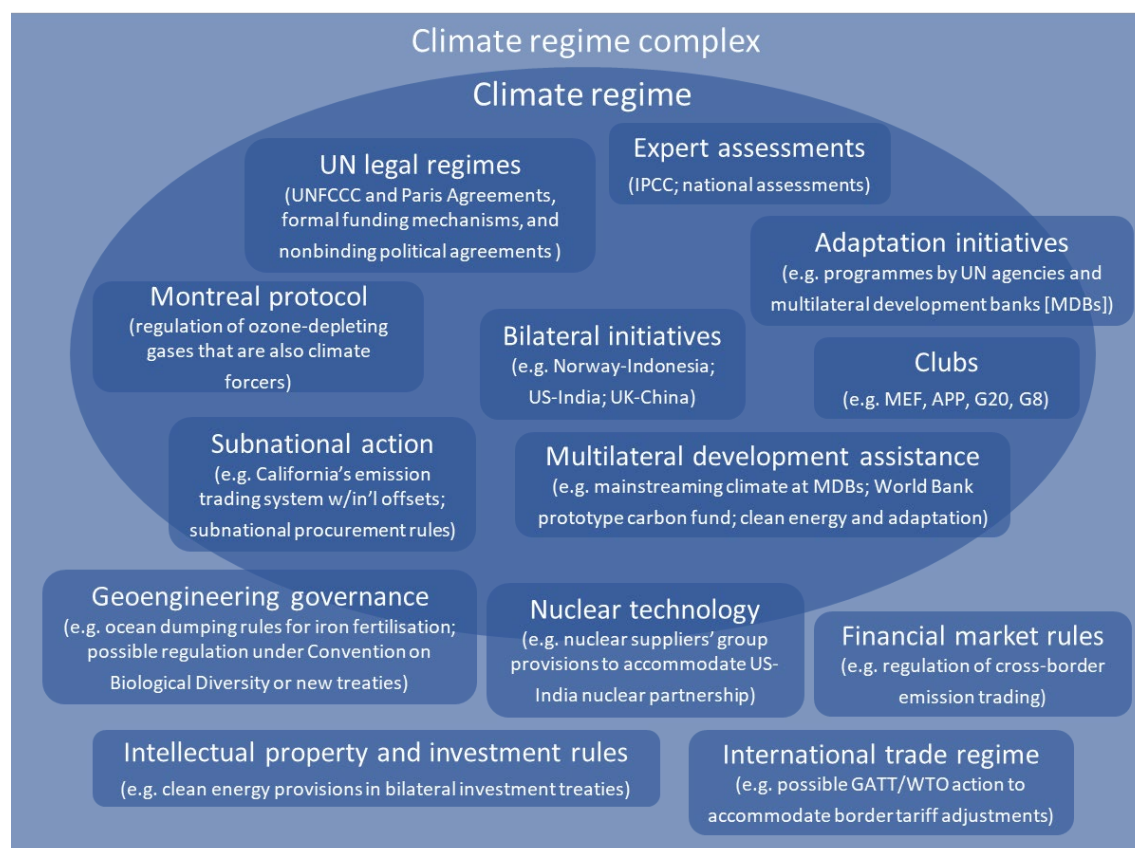 Climate regime complex
Climate regime
UN legal regimes
(UNFCCC and Paris Agreements,
formal funding mechanisms, and
nonbinding political agreements )
Expert assessments
(IPCC; national assessments)
Adaptation initiatives
(e.g. programmes by UN agencies and
multilateral development banks [MDBs])
Montreal protocol
(regulation of ozone-depleting
gases that are also climate
forcers)
Bilateral initiatives
(e.g. Norway-Indonesia;
US-India; UK-China)
Clubs
(e.g. MEF, APP, G20, G8)
Subnational action
(e.g. California’s emission
trading system w/in’l offsets;
subnational procurement rules)
Multilateral development assistance
(e.g. mainstreaming climate at MDBs; World Bank
prototype carbon fund; clean energy and adaptation)
Geoengineering governance
(e.g. ocean dumping rules for iron fertilisation;
possible regulation under Convention on
Biological Diversity or new treaties)
Nuclear technology
(e.g. nuclear suppliers’ group
provisions to accommodate US-
India nuclear partnership)
Financial market rules
(e.g. regulation of cross-border
emission trading)
Intellectual property and investment rules
(e.g. clean energy provisions in bilateral investment treaties)
International trade regime
(e.g. possible GATT/WTO action to
accommodate border tariff adjustments)